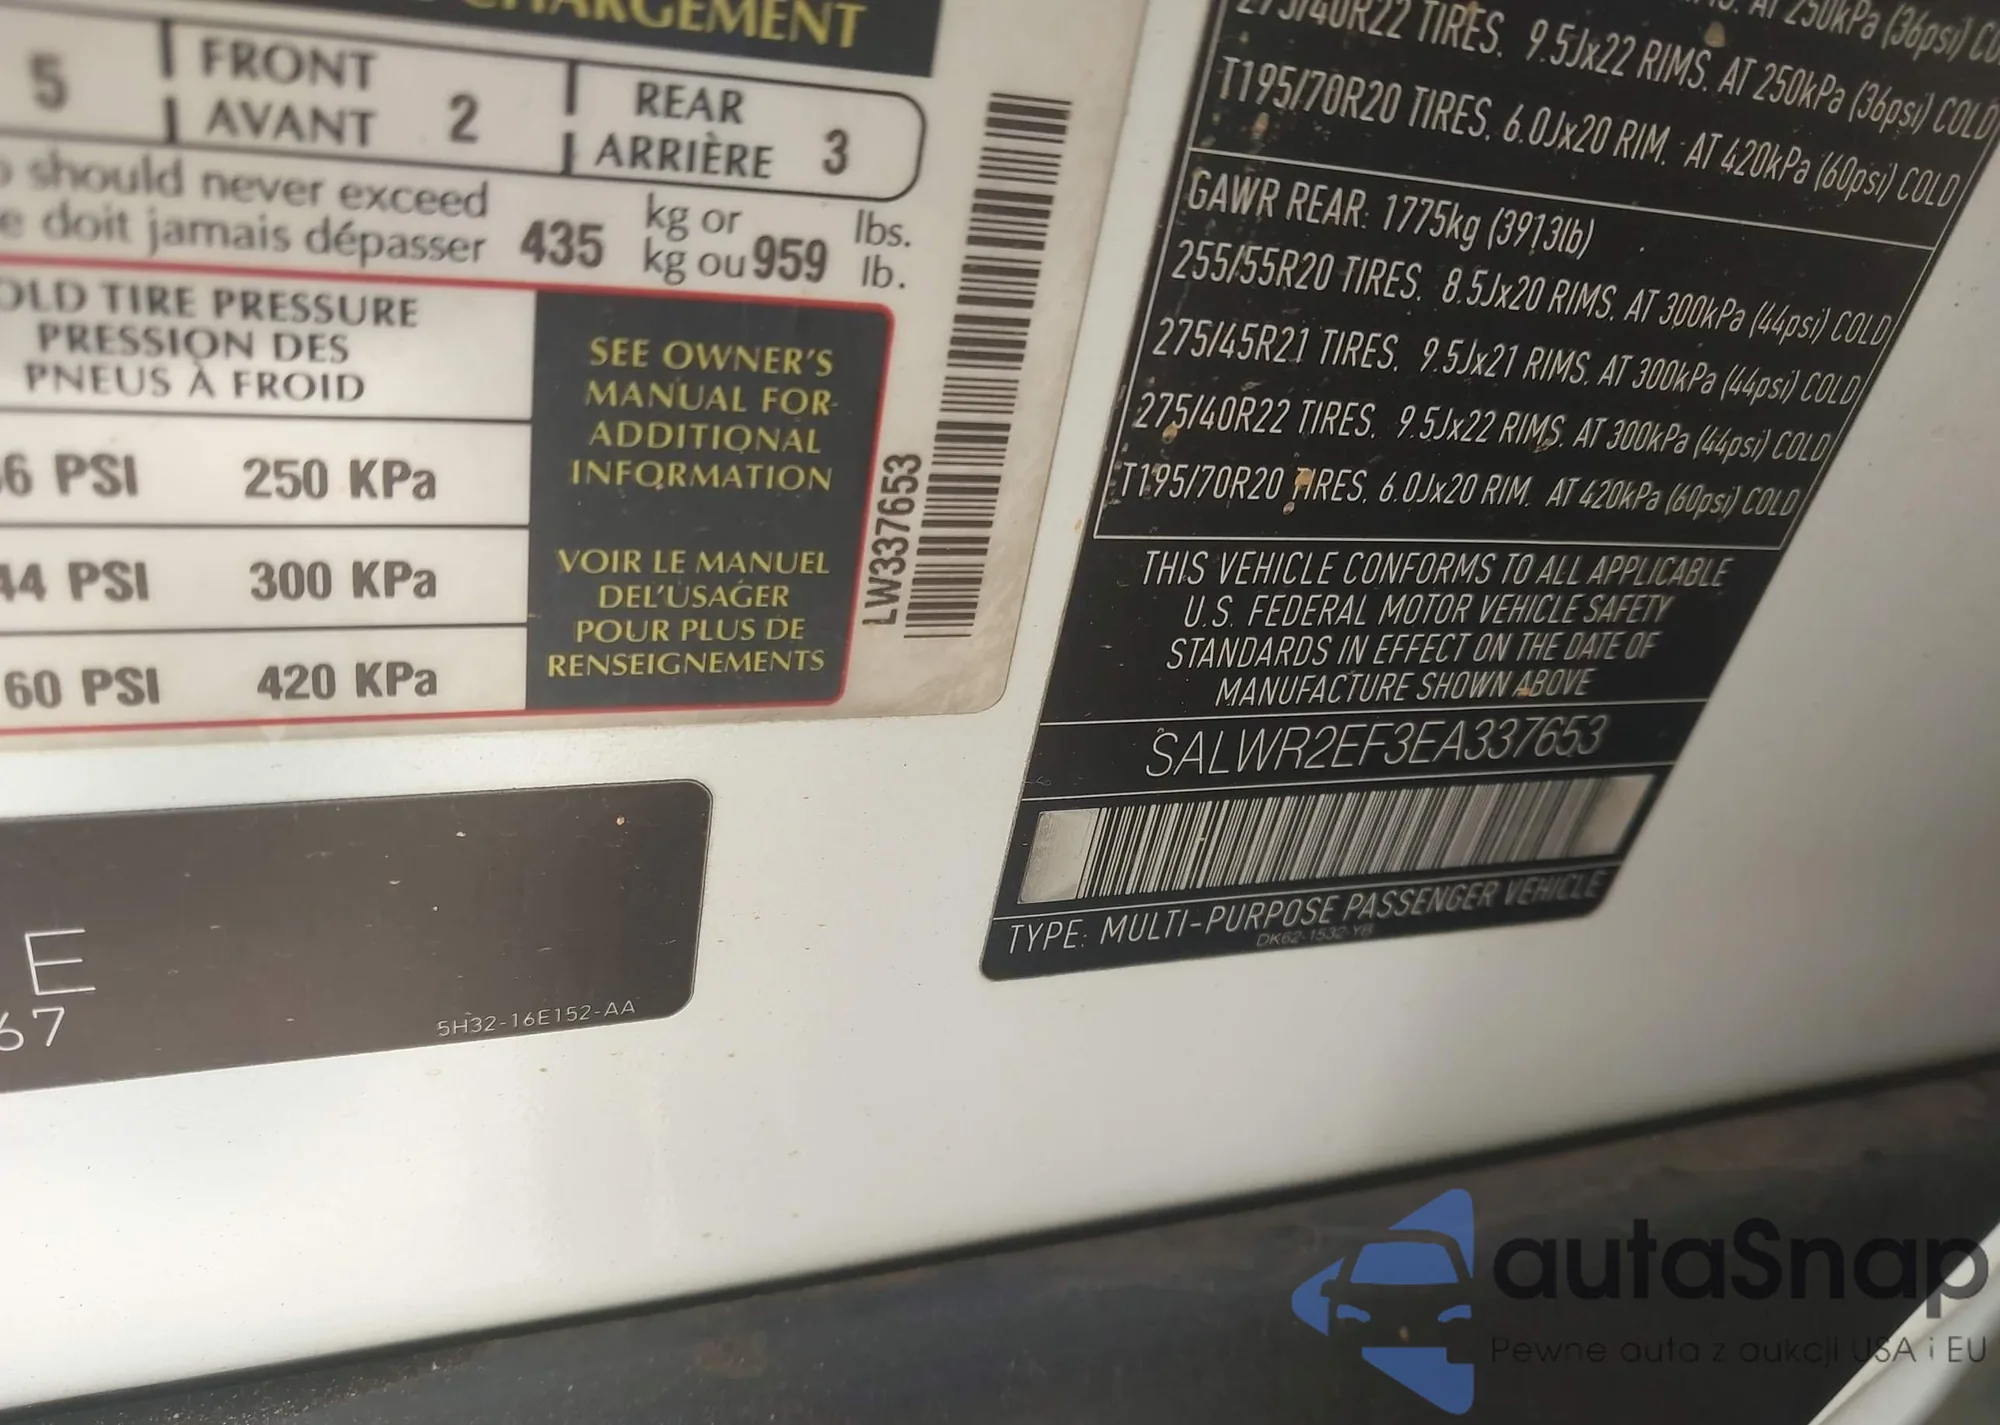 CHARGEMENT
5 FRONT AVANT 2 REAR ARRIÈRE 3
should never exceed
doit jamais dépasser 435 kg or kg ou 959 lbs. lb.
TIRE PRESSURE
PRESSION DES
PNEUS À FROID
6 PSI 250 KPa
44 PSI 300 KPa
60 PSI 420 KPa
SEE OWNER'S
MANUAL FOR
ADDITIONAL
INFORMATION
VOIR LE MANUEL
DEL'USAGER
POUR PLUS DE
RENSEIGNEMENTS
LW337653
E
67
5H32-16E152-AA
AT 250kPa (36psi)
275/40R22 TIRES. 9.5Jx22 RIMS. AT 250kPa (36psi) COLD
T195/70R20 TIRES. 6.0Jx20 RIM. AT 420kPa (60psi) COLD
GAWR REAR: 1775kg (3913lb)
255/55R20 TIRES. 8.5Jx20 RIMS. AT 300kPa (44psi) COLD
275/45R21 TIRES. 9.5Jx21 RIMS. AT 300kPa (44psi) COLD
275/40R22 TIRES. 9.5Jx22 RIMS. AT 300kPa (44psi) COLD
T195/70R20 TIRES. 6.0Jx20 RIM. AT 420kPa (60psi) COLD
THIS VEHICLE CONFORMS TO ALL APPLICABLE
U.S. FEDERAL MOTOR VEHICLE SAFETY
STANDARDS IN EFFECT ON THE DATE OF
MANUFACTURE SHOWN ABOVE
SALWR2EF3EA337653
TYPE: MULTI-PURPOSE PASSENGER VEHICLE
DK62-1532-YB
autaSnap
Pewne auta z aukcji USA i EU